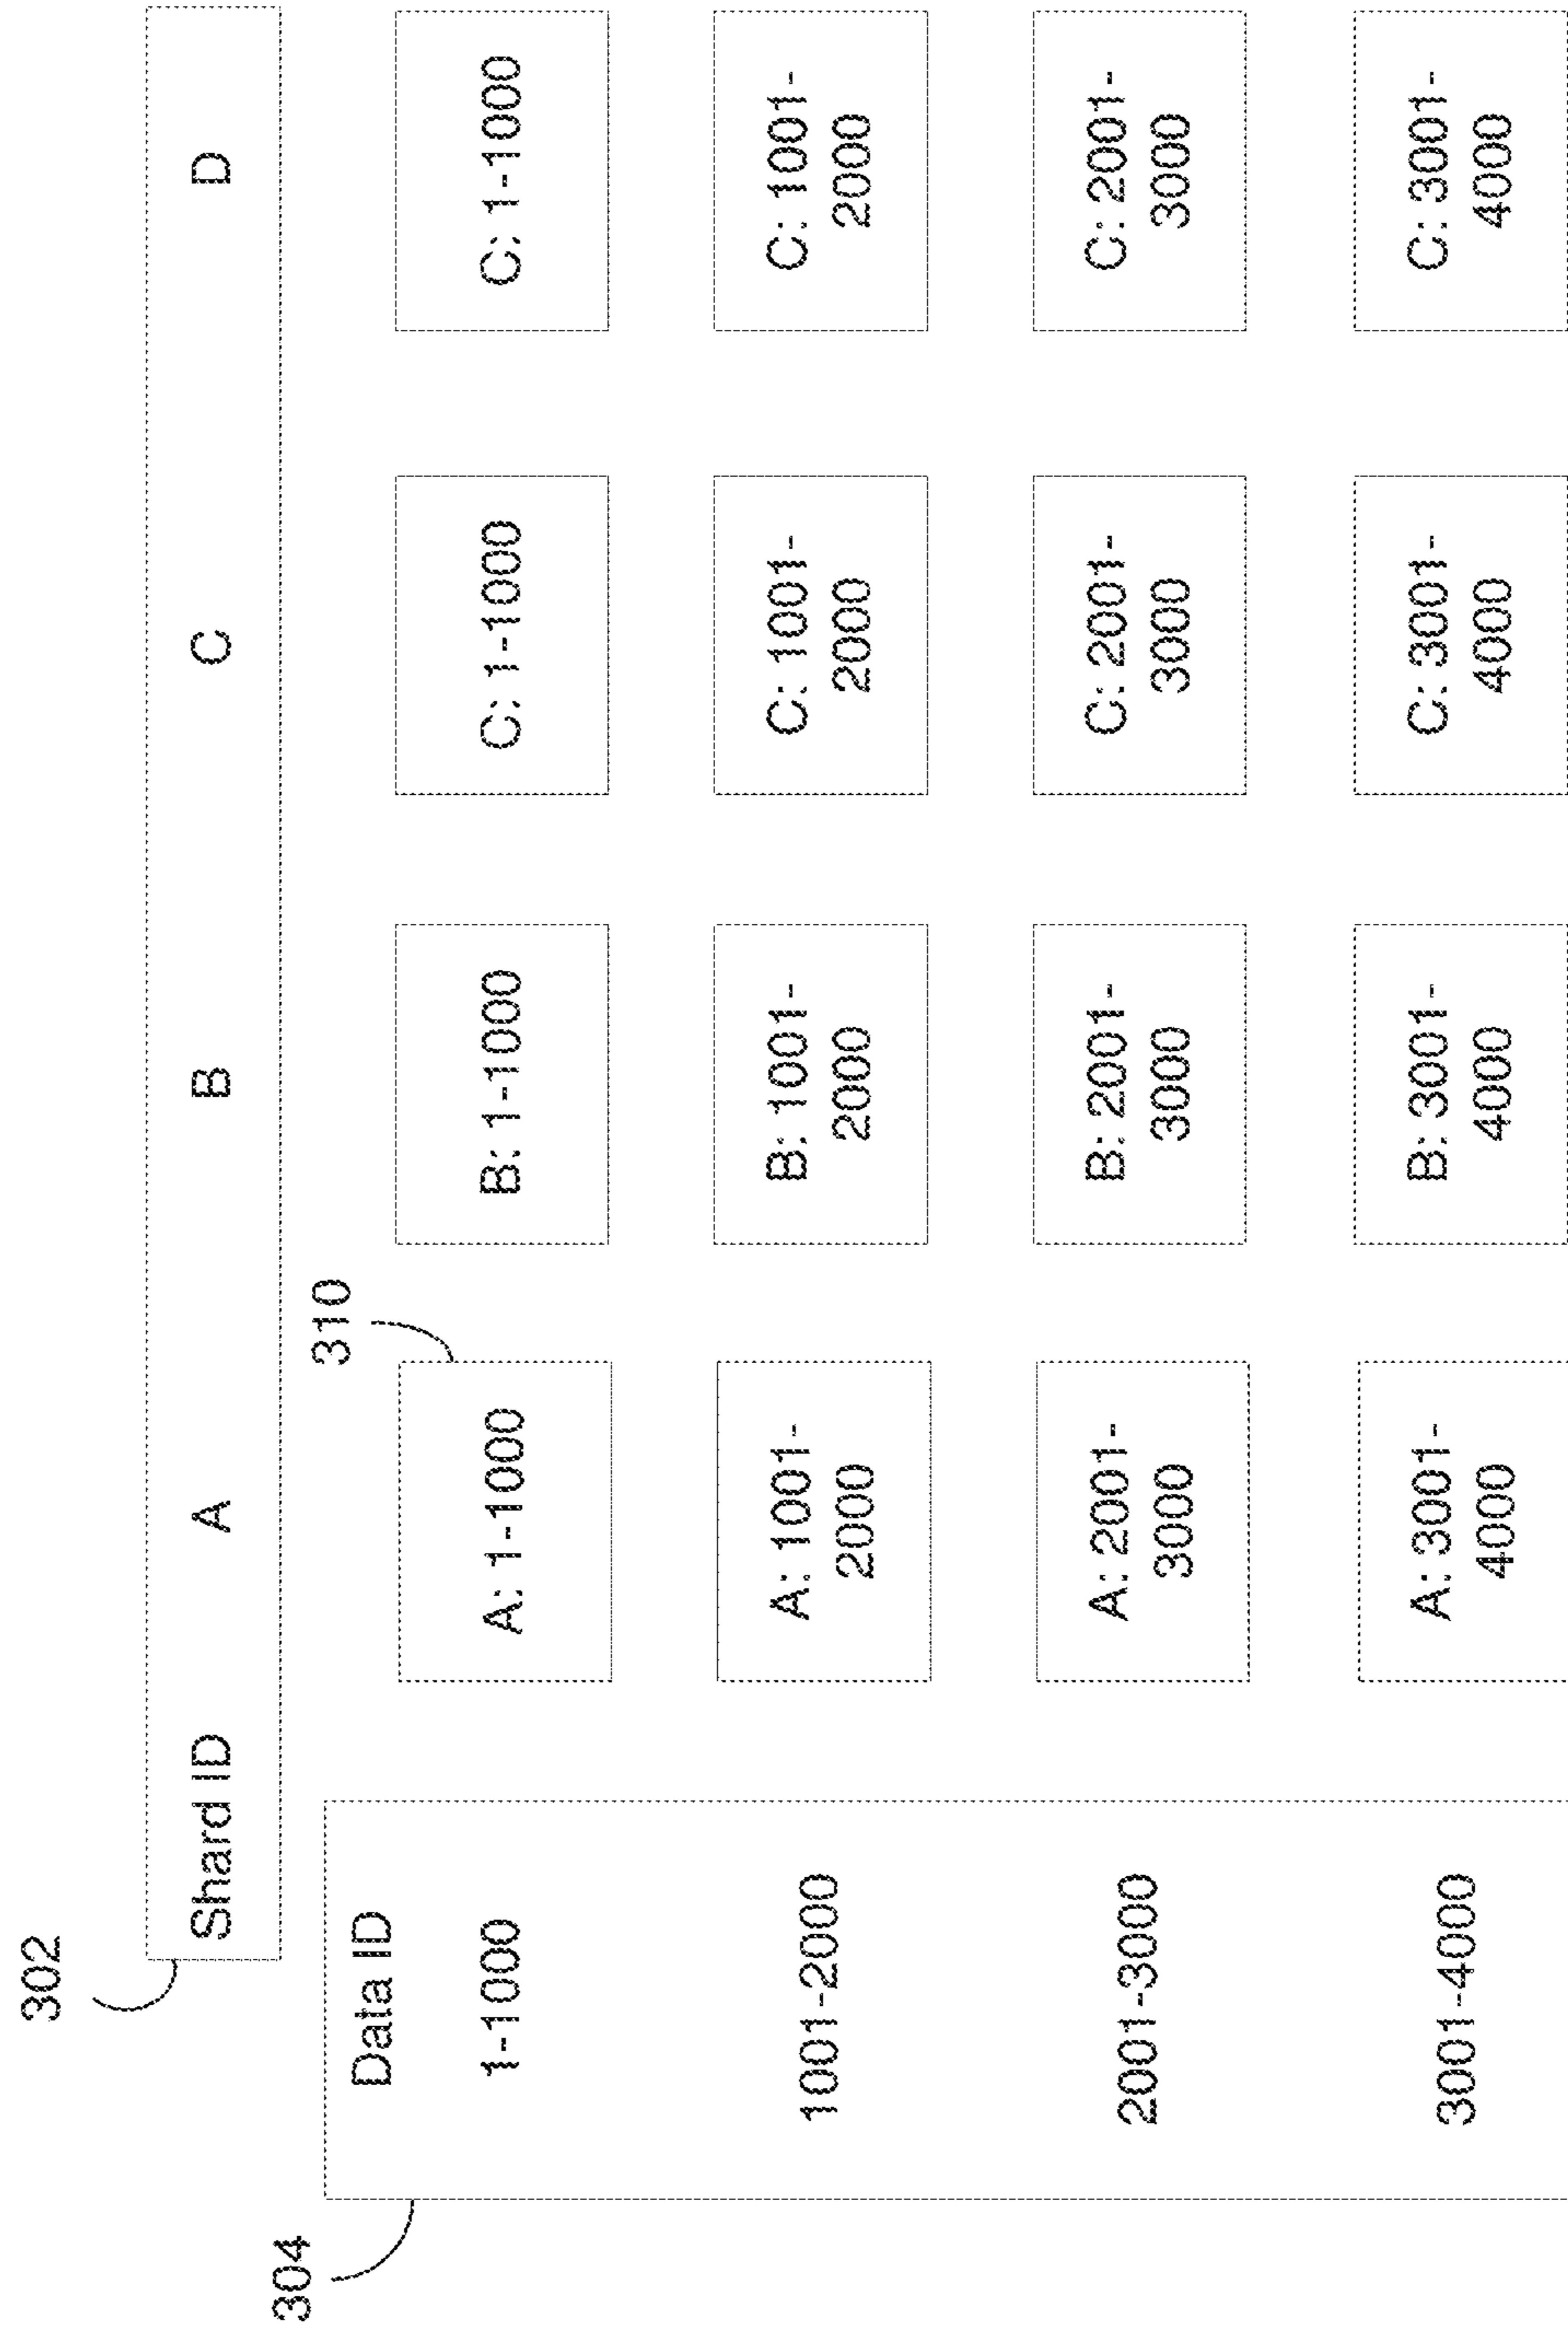 302
Shard ID A B C D
304
310
Data ID
1-1000
A: 1-1000
B: 1-1000
C: 1-1000
C: 1-1000
1001-2000
A: 1001-
2000
B: 1001-
2000
C: 1001-
2000
C: 1001-
2000
2001-3000
A: 2001-
3000
B: 2001-
3000
C: 2001-
3000
C: 2001-
3000
3001-4000
A: 3001-
4000
B: 3001-
4000
C: 3001-
4000
C: 3001-
4000